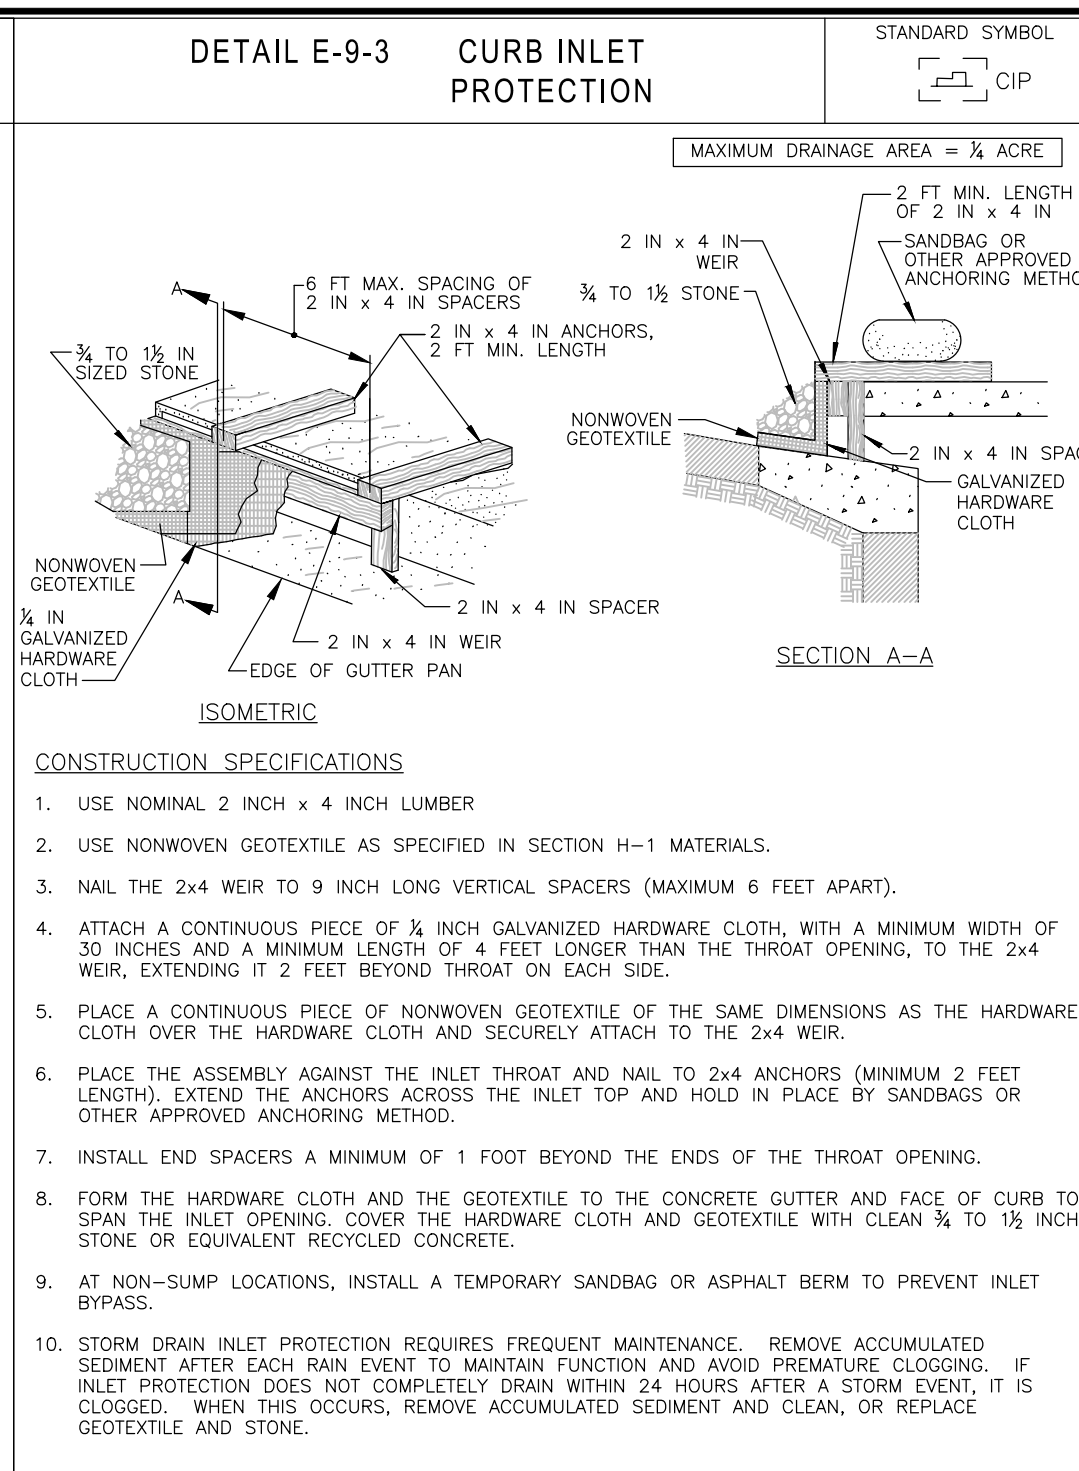 DETAIL E-9-3 CURB INLET
PROTECTION
STANDARD SYMBOL
CIP
MAXIMUM DRAINAGE AREA = ¼ ACRE
A
6 FT MAX. SPACING OF
2 IN x 4 IN SPACERS
2 IN x 4 IN ANCHORS,
2 FT MIN. LENGTH
¾ TO 1½ IN
SIZED STONE
NONWOVEN
GEOTEXTILE
A
¼ IN
GALVANIZED
HARDWARE
CLOTH
2 IN x 4 IN SPACER
2 IN x 4 IN WEIR
EDGE OF GUTTER PAN
ISOMETRIC
2 FT MIN. LENGTH
OF 2 IN x 4 IN
2 IN x 4 IN
WEIR
SANDBAG OR
OTHER APPROVED
ANCHORING
¾ TO 1½ STONE
NONWOVEN
GEOTEXTILE
2 IN x 4 IN
GALVANIZED
HARDWARE
CLOTH
SECTION A-A
CONSTRUCTION SPECIFICATIONS
1. USE NOMINAL 2 INCH x 4 INCH LUMBER
2. USE NONWOVEN GEOTEXTILE AS SPECIFIED IN SECTION H-1 MATERIALS.
3. NAIL THE 2x4 WEIR TO 9 INCH LONG VERTICAL SPACERS (MAXIMUM 6 FEET APART).
4. ATTACH A CONTINUOUS PIECE OF ¼ INCH GALVANIZED HARDWARE CLOTH, WITH A MINIMUM WIDTH OF
30 INCHES AND A MINIMUM LENGTH OF 4 FEET LONGER THAN THE THROAT OPENING, TO THE 2x4
WEIR, EXTENDING IT 2 FEET BEYOND THROAT ON EACH SIDE.
5. PLACE A CONTINUOUS PIECE OF NONWOVEN GEOTEXTILE OF THE SAME DIMENSIONS AS THE HARDWARE
CLOTH OVER THE HARDWARE CLOTH AND SECURELY ATTACH TO THE 2x4 WEIR.
6. PLACE THE ASSEMBLY AGAINST THE INLET THROAT AND NAIL TO 2x4 ANCHORS (MINIMUM 2 FEET
LENGTH). EXTEND THE ANCHORS ACROSS THE INLET TOP AND HOLD IN PLACE BY SANDBAGS OR
OTHER APPROVED ANCHORING METHOD.
7. INSTALL END SPACERS A MINIMUM OF 1 FOOT BEYOND THE ENDS OF THE THROAT OPENING.
8. FORM THE HARDWARE CLOTH AND THE GEOTEXTILE TO THE CONCRETE GUTTER AND FACE OF CURB TO
SPAN THE INLET OPENING. COVER THE HARDWARE CLOTH AND GEOTEXTILE WITH CLEAN ¾ TO 1½ INCH
STONE OR EQUIVALENT RECYCLED CONCRETE.
9. AT NON-SUMP LOCATIONS, INSTALL A TEMPORARY SANDBAG OR ASPHALT BERM TO PREVENT INLET
BYPASS.
10. STORM DRAIN INLET PROTECTION REQUIRES FREQUENT MAINTENANCE. REMOVE ACCUMULATED
SEDIMENT AFTER EACH RAIN EVENT TO MAINTAIN FUNCTION AND AVOID PREMATURE CLOGGING. IF
INLET PROTECTION DOES NOT COMPLETELY DRAIN WITHIN 24 HOURS AFTER A STORM EVENT, IT IS
CLOGGED. WHEN THIS OCCURS, REMOVE ACCUMULATED SEDIMENT AND CLEAN, OR REPLACE
GEOTEXTILE AND STONE.